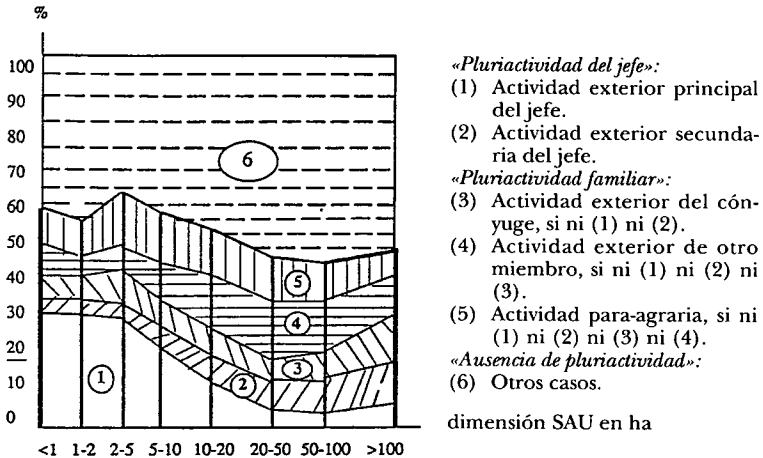 %
100
90
80
70
60
50
40
30
20
10
0
6
5
4
3
2
1
<1 1-2 2-5 5-10 10-20 20-50 50-100 >100
«Pluriactividad del jefe»:
(1) Actividad exterior principal
del jefe.
(2) Actividad exterior secunda-
ria del jefe.
«Pluriactividad familiar»:
(3) Actividad exterior del cón-
yuge, si ni (1) ni (2).
(4) Actividad exterior de otro
miembro, si ni (1) ni (2) ni
(3).
(5) Actividad para-agraria, si ni
(1) ni (2) ni (3) ni (4).
«Ausencia de pluriactividad»:
(6) Otros casos.
dimensión SAU en ha